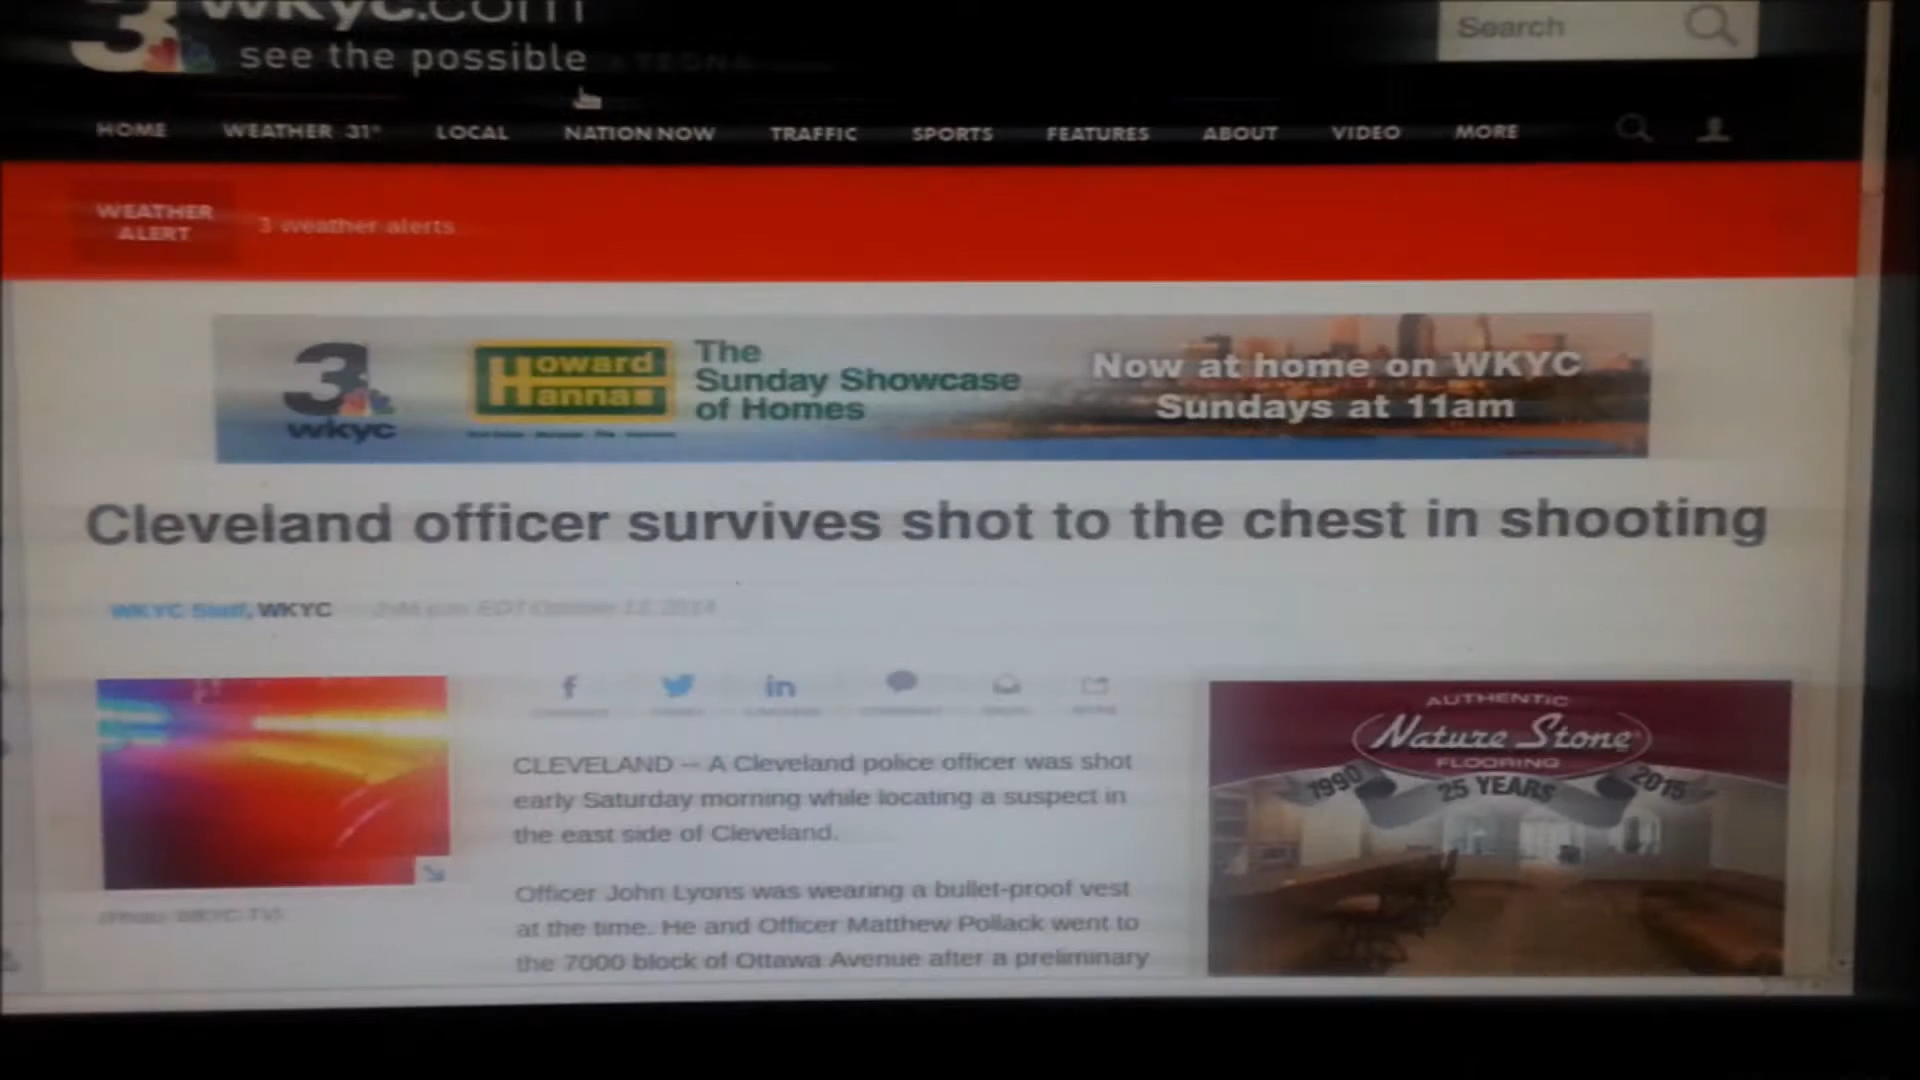 wkyc.com
see the possible
Search
HOME WEATHER 31° LOCAL NATION NOW TRAFFIC SPORTS FEATURES ABOUT VIDEO MORE
WEATHER
ALERT
3 weather alerts
3
wkyc
Howard
Hanna
The
Sunday Showcase
of Homes
Now at home on WKYC
Sundays at 11am
Cleveland officer survives shot to the chest in shooting
WKYC Staff, WKYC EDT October 2014
CLEVELAND — A Cleveland police officer was shot
early Saturday morning while locating a suspect in
the east side of Cleveland.
Officer John Lyons was wearing a bullet-proof vest
at the time. He and Officer Matthew Pollack went to
the 7000 block of Ottawa Avenue after a preliminary
AUTHENTIC
Nature Stone
FLOORING
1990 25 YEARS 2015